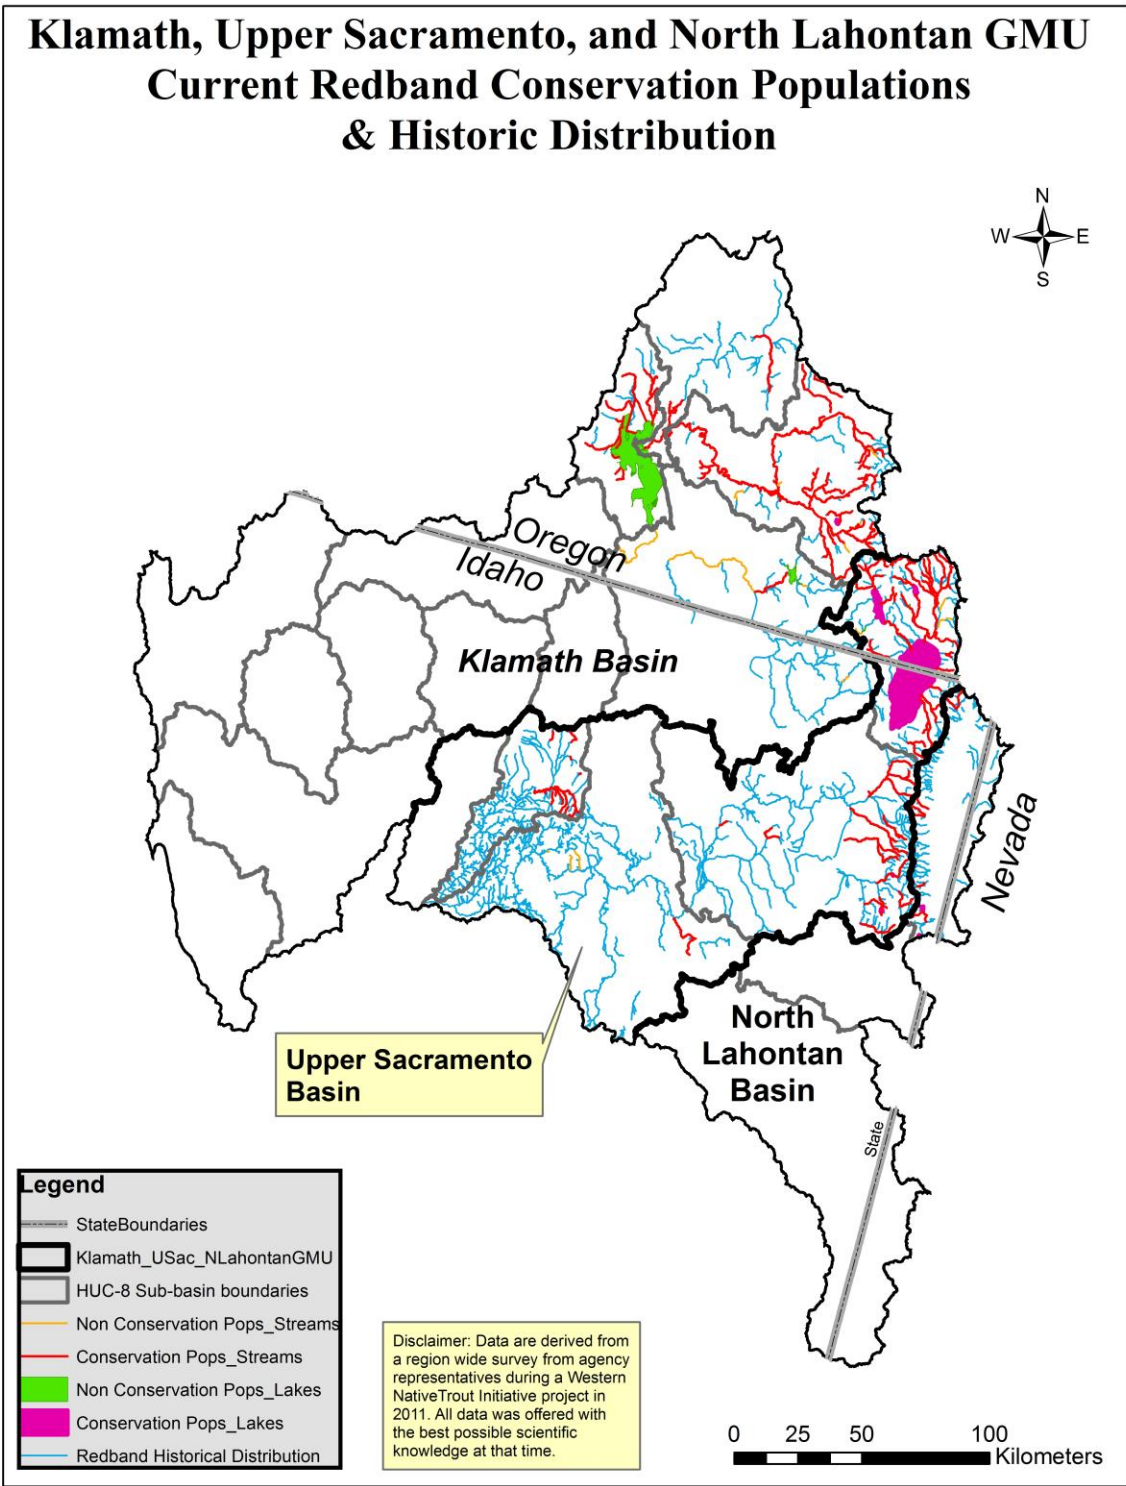 Klamath, Upper Sacramento, and North Lahontan GMU
Current Redband Conservation Populations
& Historic Distribution
N
W E
S
Oregon
Idaho
Klamath Basin
Nevada
North
Lahontan
Basin
Upper Sacramento
Basin
State
Legend
StateBoundaries
Klamath_USac_NLahontanGMU
HUC-8 Sub-basin boundaries
Non Conservation Pops_Streams
Conservation Pops_Streams
Non Conservation Pops_Lakes
Conservation Pops_Lakes
Redband Historical Distribution
Disclaimer: Data are derived from
a region wide survey from agency
representatives during a Western
NativeTrout Initiative project in
2011. All data was offered with
the best possible scientific
knowledge at that time.
0 25 50 100
Kilometers